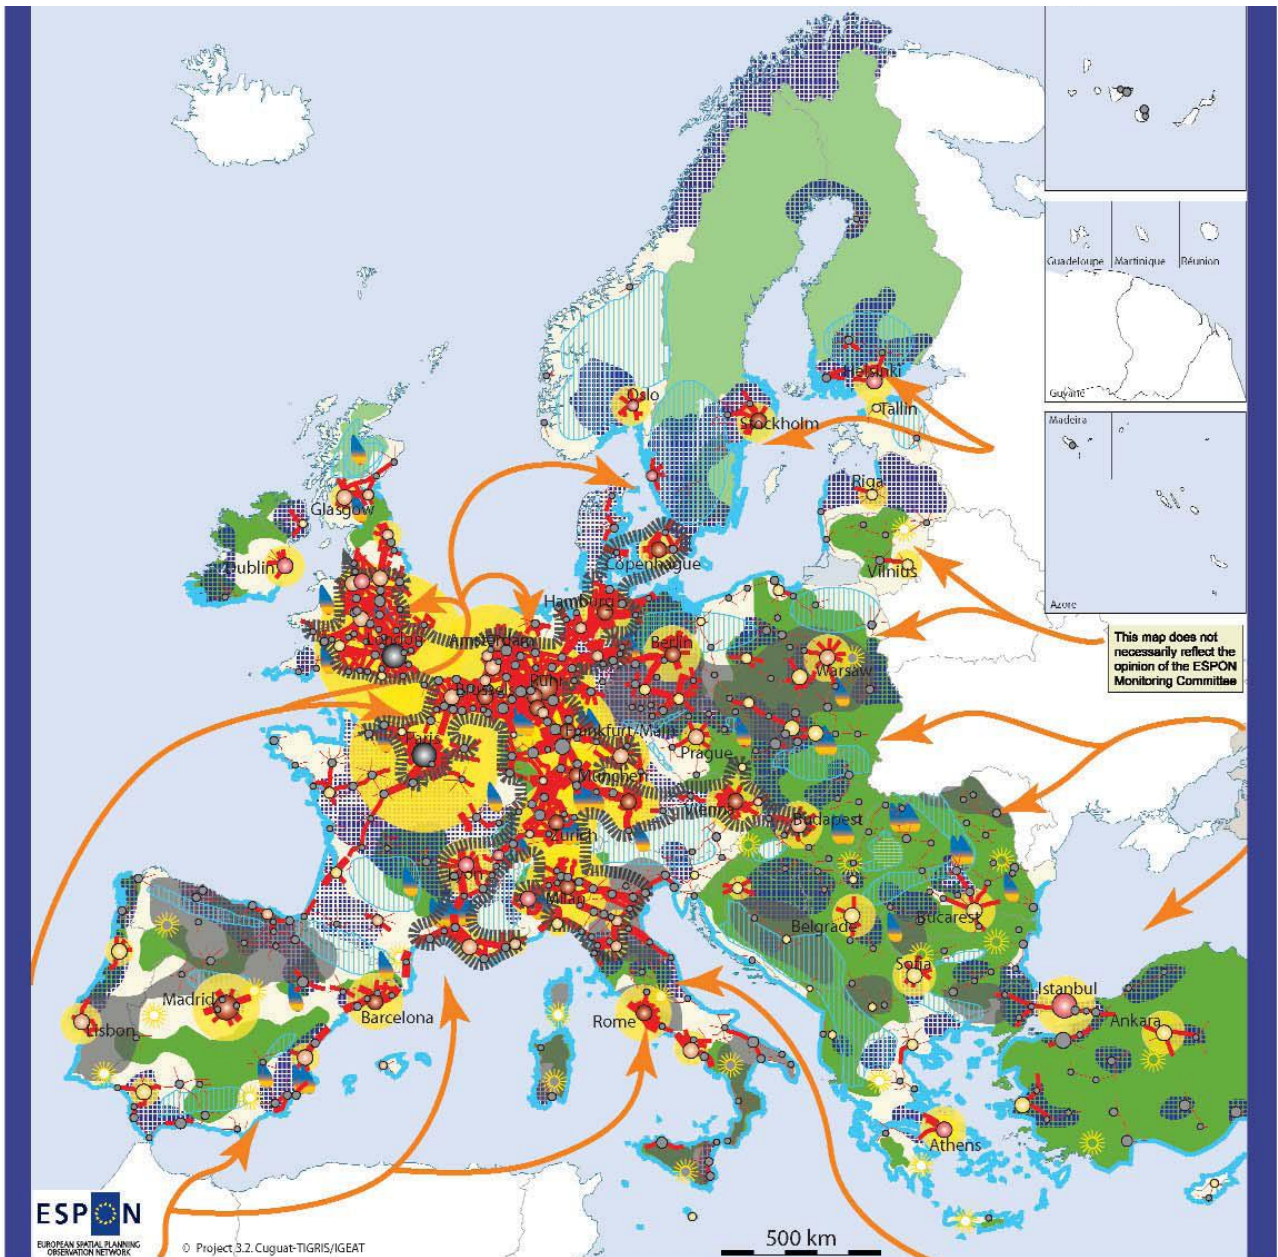 Guadeloupe
Martinique
Réunion
Guyane
Madeira
Azore
This map does not
necessarily reflect the
opinion of the ESPON
Monitoring Committee
Helsinki
Oslo
Tallin
Stockholm
Riga
Glasgow
Dublin
Copenhague
Vilnius
Hamburg
London
Amsterdam
Berlin
Warsaw
Brussels
Ruhr
Paris
Frankfurt/Main
Prague
München
Vienna
Budapest
Zurich
Lyon
Milan
Belgrade
Bucarest
Sofia
Madrid
Barcelona
Lisbon
Rome
Istanbul
Ankara
Athens
ESPON
EUROPEAN SPATIAL PLANNING
OBSERVATION NETWORK
© Project 3.2. Cuguat-TIGRIS/IGEAT
500 km